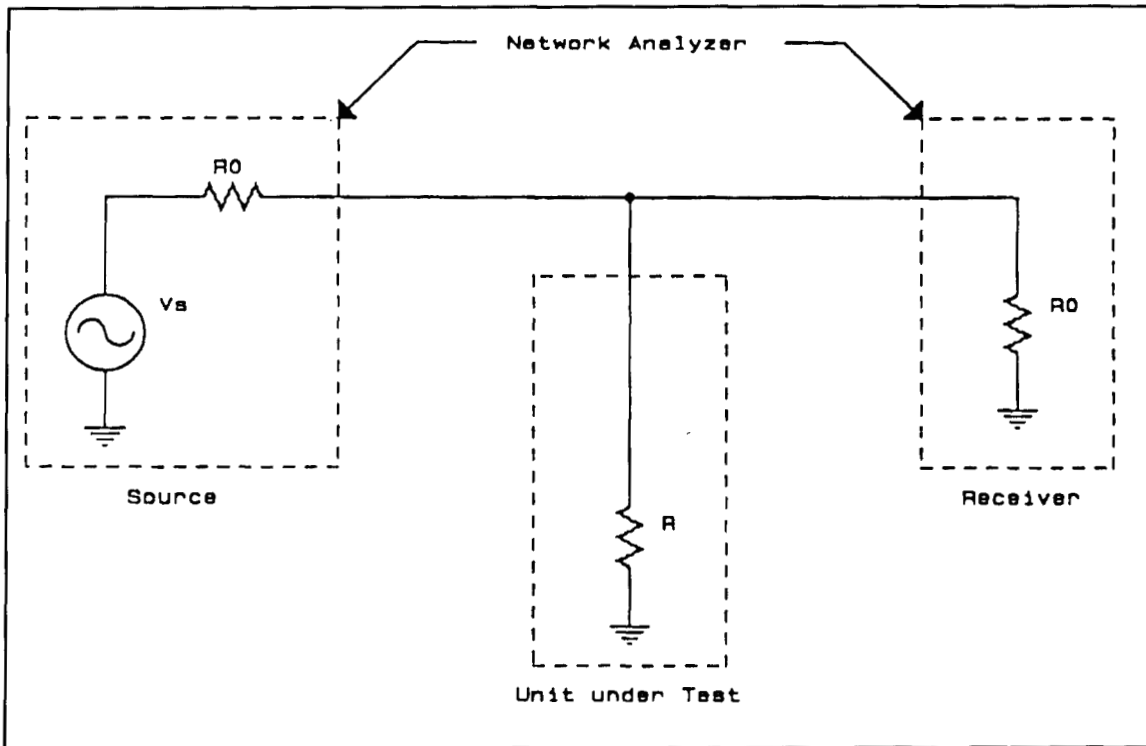 Network Analyzer
R0
Vs
R0
R
Source
Receiver
Unit under Test